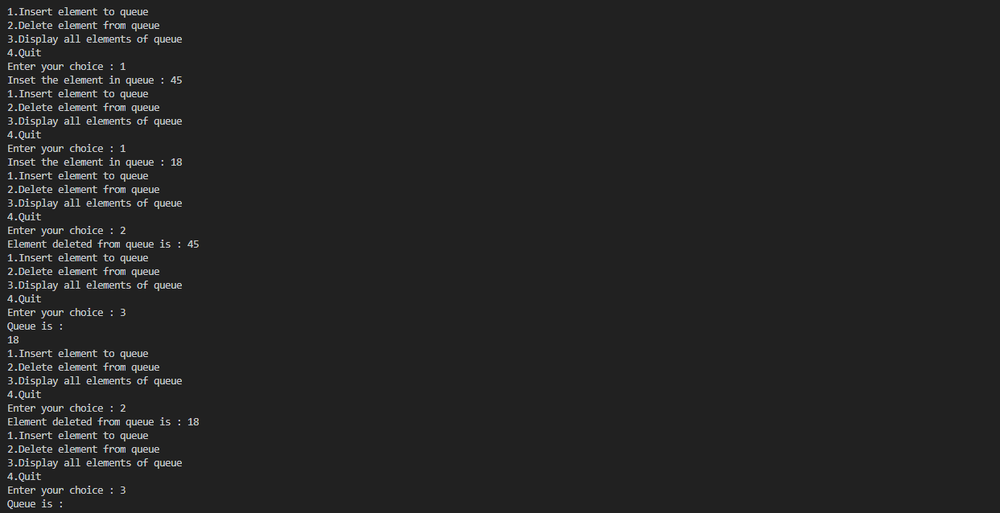 1.Insert element to queue
2.Delete element from queue
3.Display all elements of queue
4.Quit
Enter your choice : 1
Inset the element in queue : 45
1.Insert element to queue
2.Delete element from queue
3.Display all elements of queue
4.Quit
Enter your choice : 1
Inset the element in queue : 18
1.Insert element to queue
2.Delete element from queue
3.Display all elements of queue
4.Quit
Enter your choice : 2
Element deleted from queue is : 45
1.Insert element to queue
2.Delete element from queue
3.Display all elements of queue
4.Quit
Enter your choice : 3
Queue is :
18
1.Insert element to queue
2.Delete element from queue
3.Display all elements of queue
4.Quit
Enter your choice : 2
Element deleted from queue is : 18
1.Insert element to queue
2.Delete element from queue
3.Display all elements of queue
4.Quit
Enter your choice : 3
Queue is :